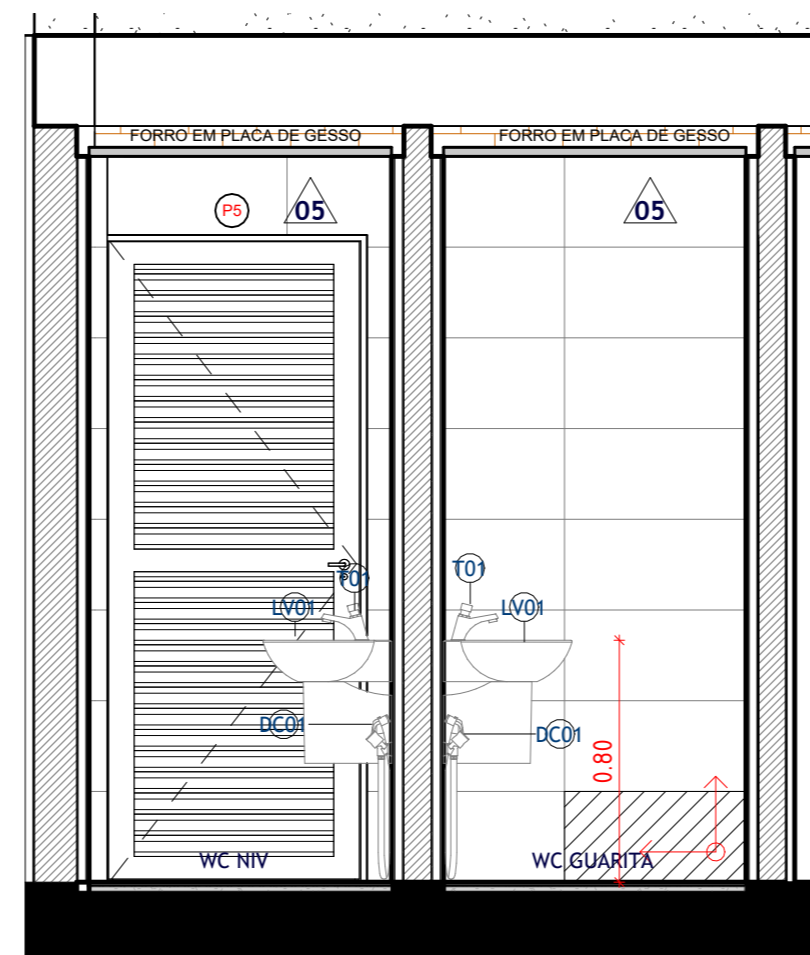 FORRO EM PLACA DE GESSO
FORRO EM PLACA DE GESSO
P5
05
05
T01
T01
LV01
LV01
DC01
DC01
0.80
WC NIV
WC GUARITA